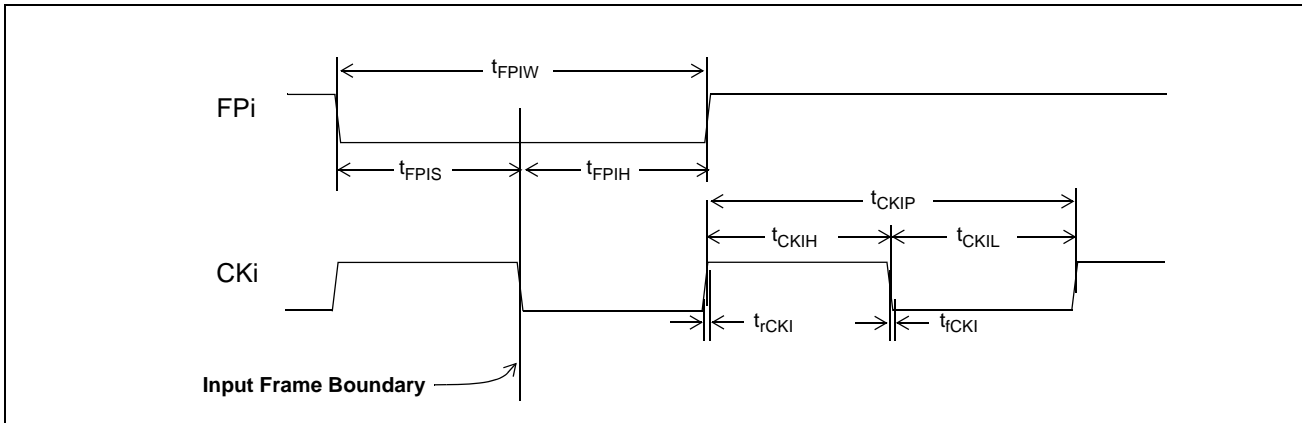 tFPIW
FPi
tFPIS
tFPIH
tCKIP
tCKIH
tCKIL
CKi
trCKI
tfCKI
Input Frame Boundary